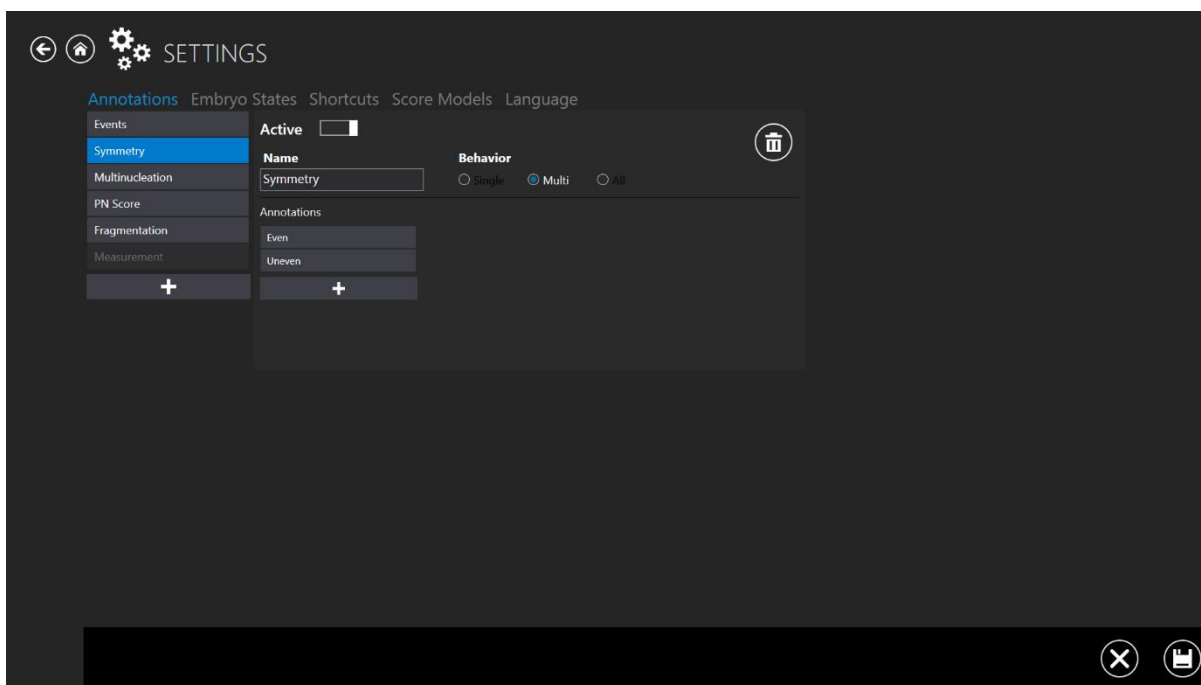 SETTINGS
Annotations Embryo States Shortcuts Score Models Language
Events
Symmetry
Multinucleation
PN Score
Fragmentation
Measurement
Active
Name
Behavior
Symmetry
Single
Multi
All
Annotations
Even
Uneven